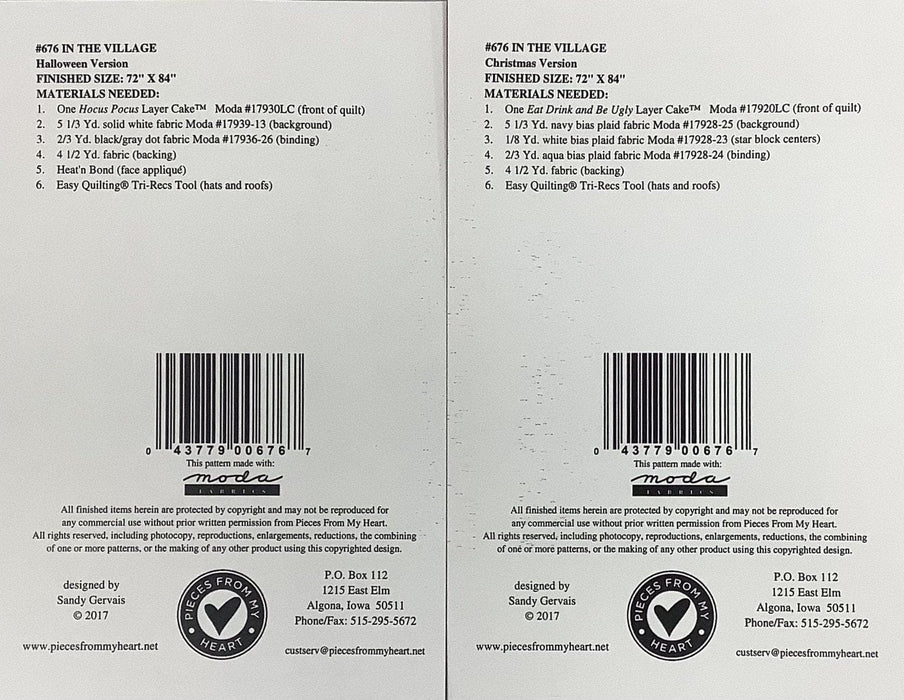 #676 IN THE VILLAGE
Halloween Version
FINISHED SIZE: 72" X 84"
MATERIALS NEEDED:
1. One Hocus Pocus Layer Cake™ Moda #17930LC (front of quilt)
2. 5 1/3 Yd. solid white fabric Moda #17939-13 (background)
3. 2/3 Yd. black/gray dot fabric Moda #17936-26 (binding)
4. 4 1/2 Yd. fabric (backing)
5. Heat'n Bond (face appliqué)
6. Easy Quilting® Tri-Recs Tool (hats and roofs)
0 43779 00676 7
This pattern made with:
moda
FABRICS
All finished items herein are protected by copyright and may not be reproduced for
any commercial use without prior written permission from Pieces From My Heart.
All rights reserved, including photocopy, reproductions, enlargements, reductions, the combining
of one or more patterns, or the making of any other product using this copyrighted design.
designed by
Sandy Gervais
© 2017
www.piecesfrommyheart.net
PIECES FROM MY
HEART
P.O. Box 112
1215 East Elm
Algona, Iowa 50511
Phone/Fax: 515-295-5672
custserv@piecesfrommyheart.net
#676 IN THE VILLAGE
Christmas Version
FINISHED SIZE: 72" X 84"
MATERIALS NEEDED:
1. One Eat Drink and Be Ugly Layer Cake™ Moda #17920LC (front of quilt)
2. 5 1/3 Yd. navy bias plaid fabric Moda #17928-25 (background)
3. 1/8 Yd. white bias plaid fabric Moda #17928-23 (star block centers)
4. 2/3 Yd. aqua bias plaid fabric Moda #17928-24 (binding)
5. 4 1/2 Yd. fabric (backing)
6. Easy Quilting® Tri-Recs Tool (hats and roofs)
0 43779 00676 7
This pattern made with:
moda
FABRICS
All finished items herein are protected by copyright and may not be reproduced for
any commercial use without prior written permission from Pieces From My Heart.
All rights reserved, including photocopy, reproductions, enlargements, reductions, the combining
of one or more patterns, or the making of any other product using this copyrighted design.
designed by
Sandy Gervais
© 2017
www.piecesfrommyheart.net
PIECES FROM MY
HEART
P.O. Box 112
1215 East Elm
Algona, Iowa 50511
Phone/Fax: 515-295-5672
custserv@piecesfrommyheart.net